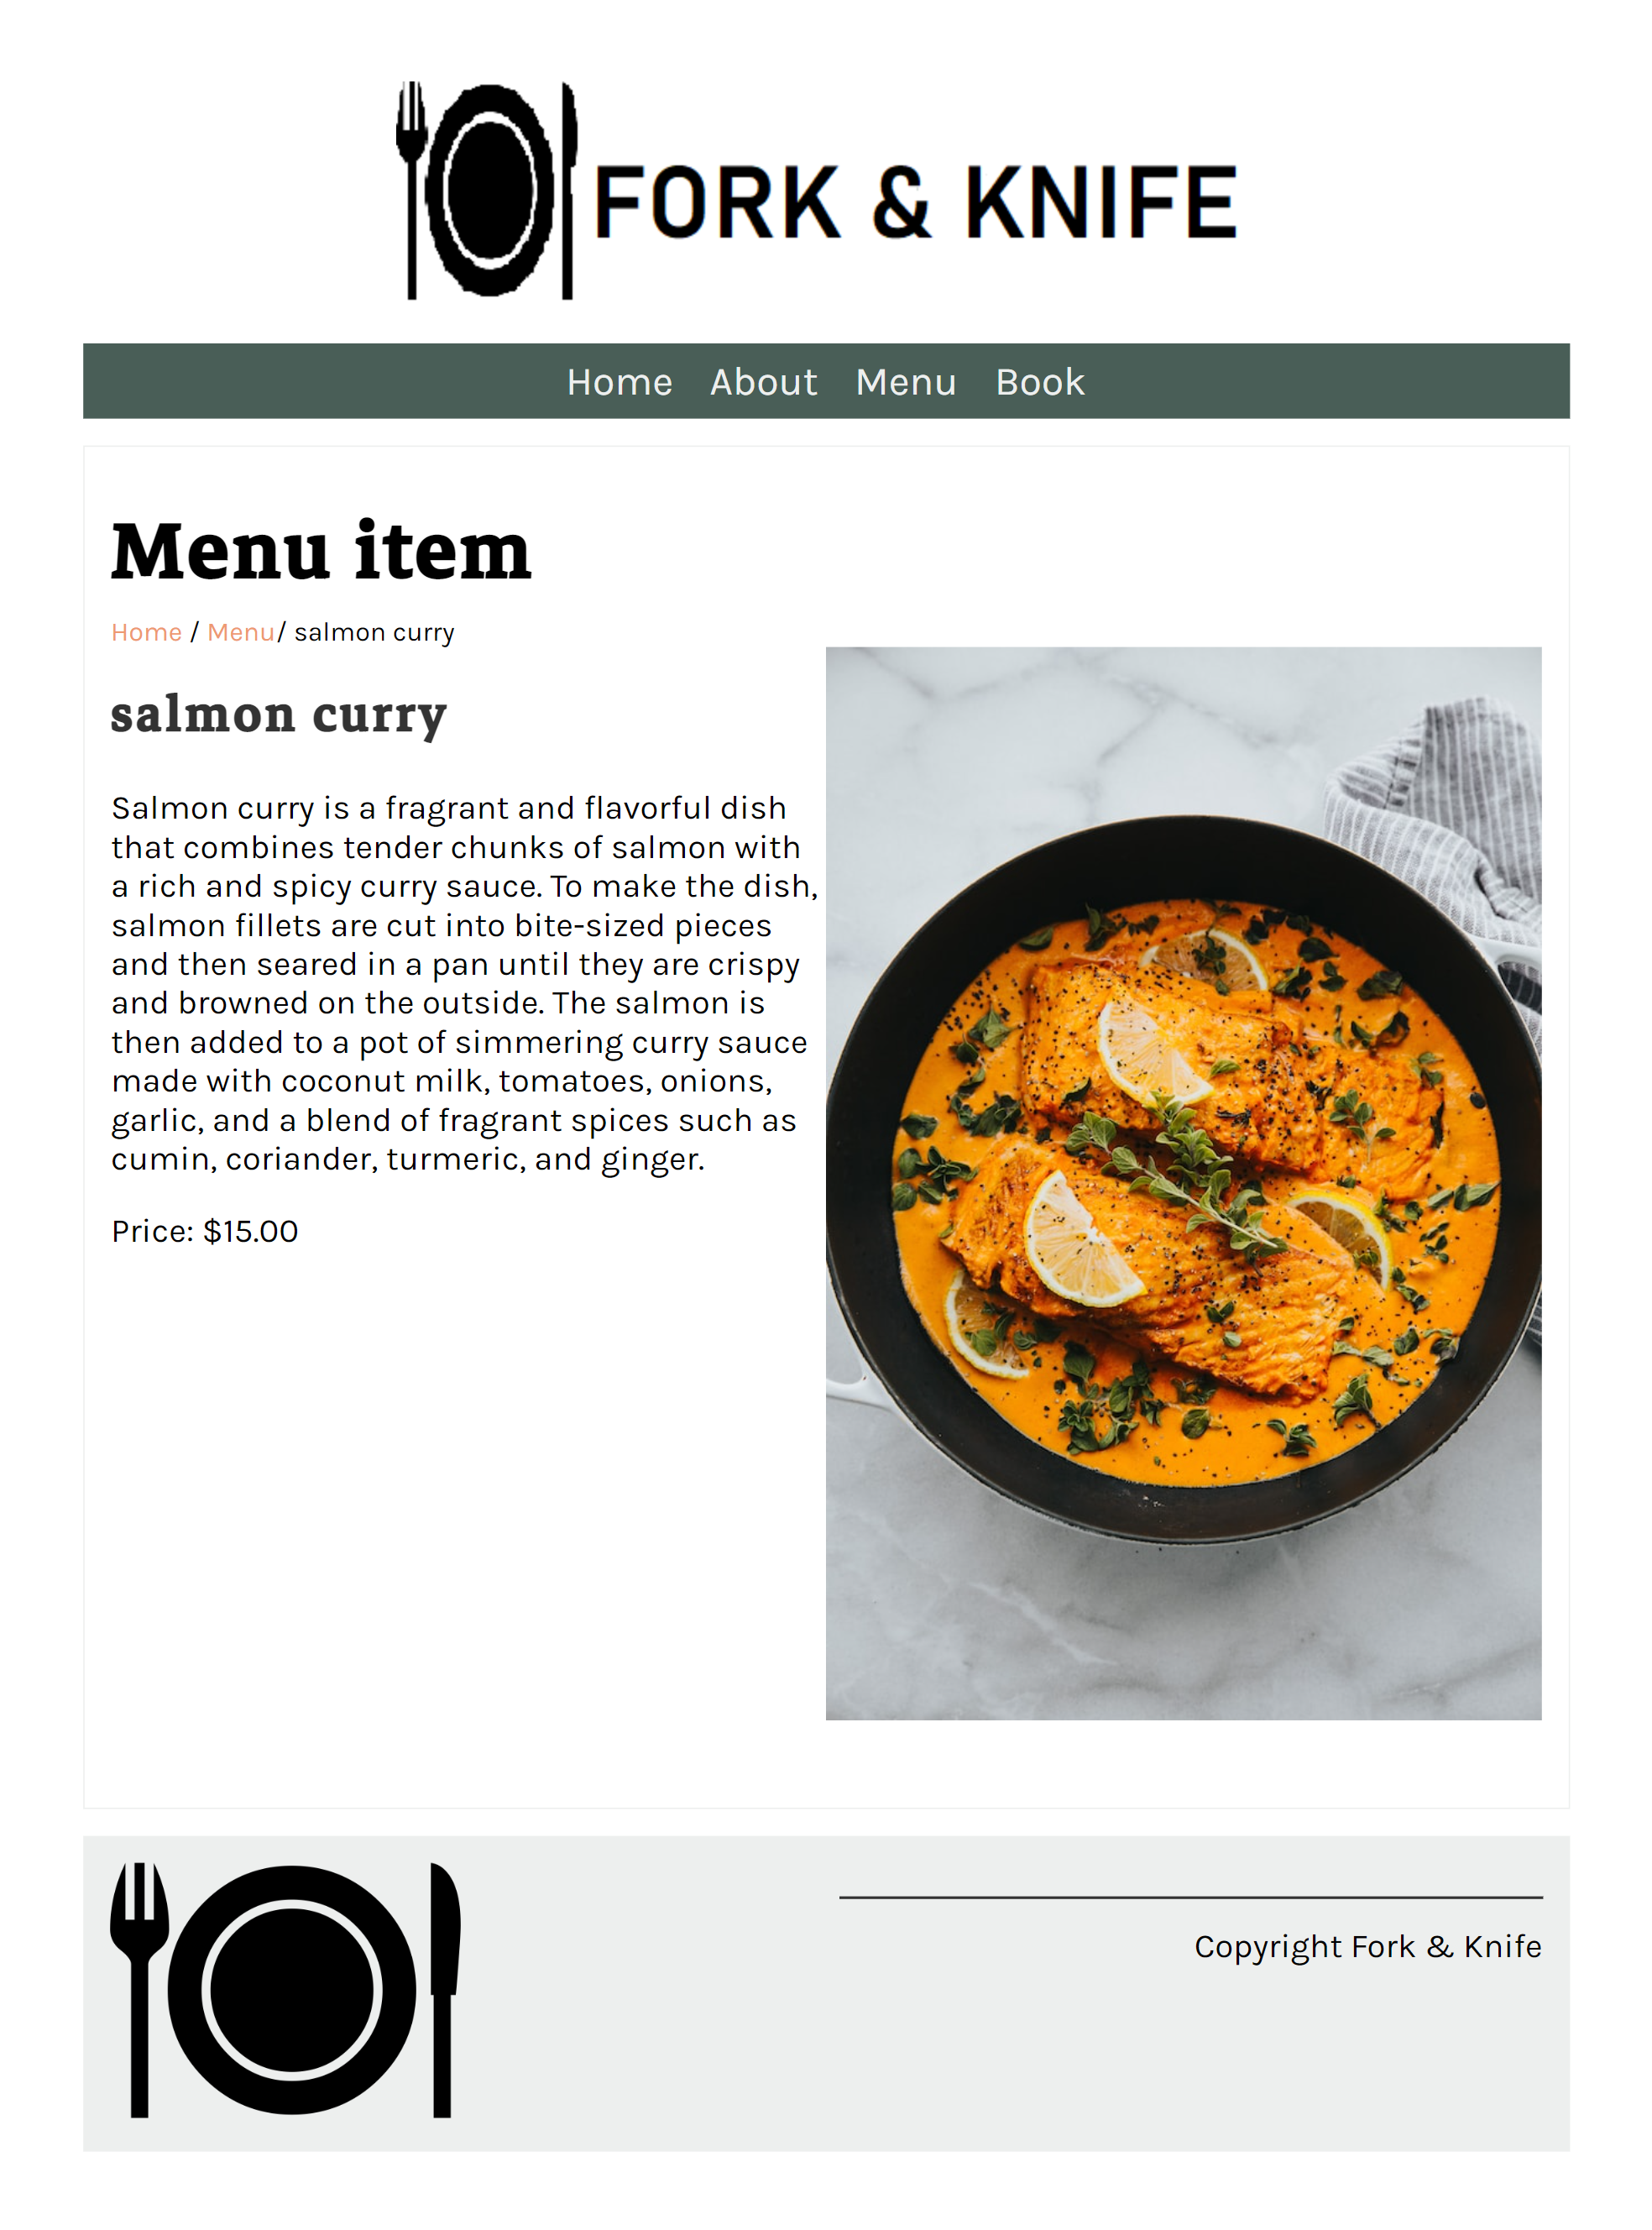 FORK & KNIFE
Home About Menu Book
Menu item
Home / Menu/ salmon curry
salmon curry
Salmon curry is a fragrant and flavorful dish
that combines tender chunks of salmon with
a rich and spicy curry sauce. To make the dish,
salmon fillets are cut into bite-sized pieces
and then seared in a pan until they are crispy
and browned on the outside. The salmon is
then added to a pot of simmering curry sauce
made with coconut milk, tomatoes, onions,
garlic, and a blend of fragrant spices such as
cumin, coriander, turmeric, and ginger.
Price: $15.00
Copyright Fork & Knife